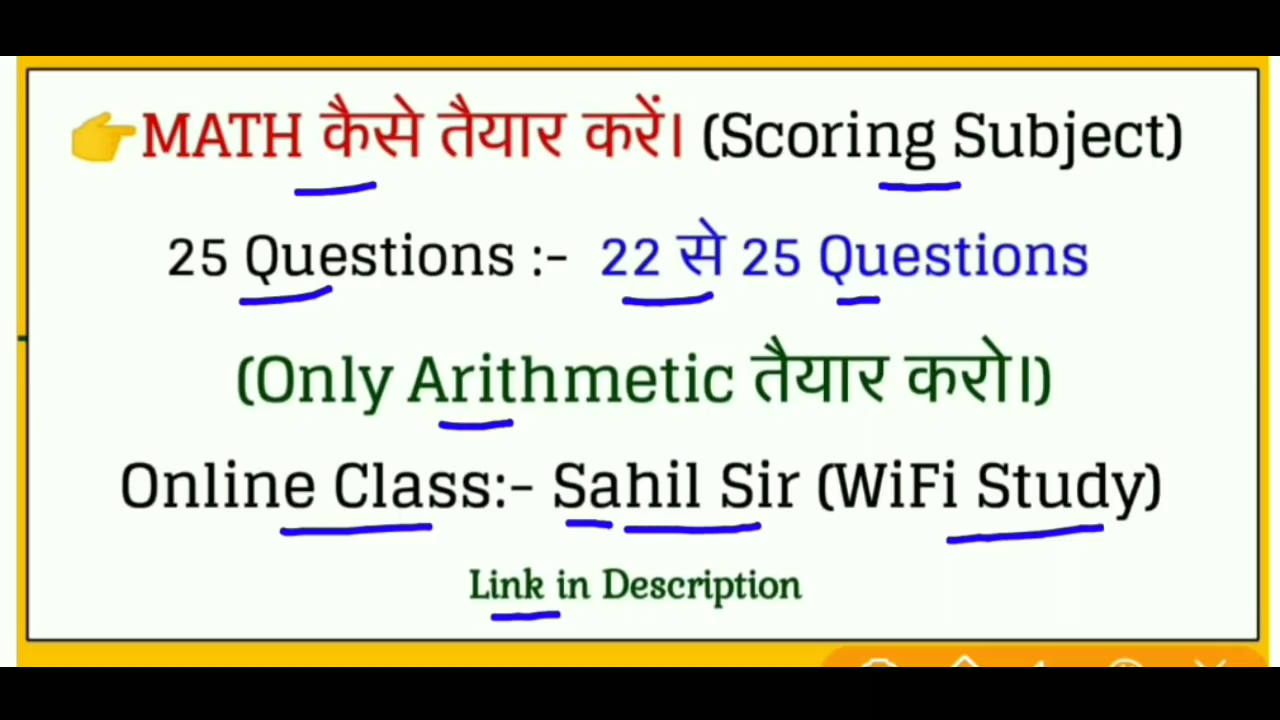 👉MATH कैसे तैयार करें। (Scoring Subject)
25 Questions :- 22 से 25 Questions
(Only Arithmetic तैयार करो।)
Online Class:- Sahil Sir (WiFi Study)
Link in Description